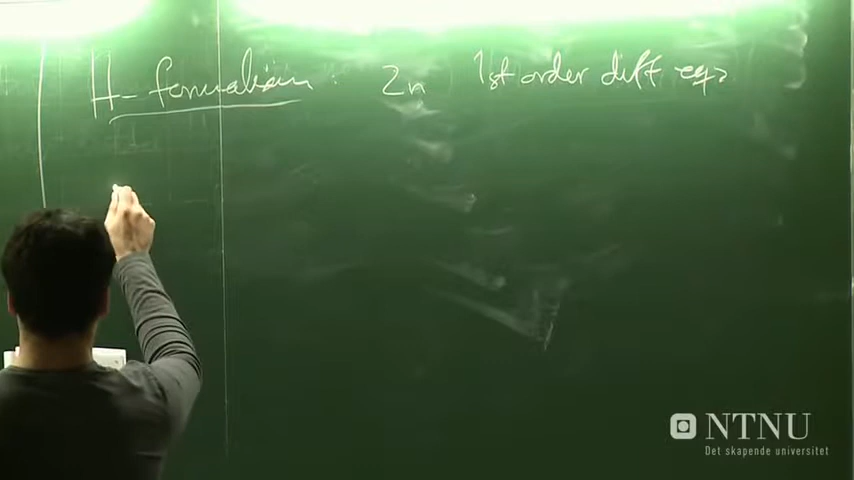 H-formalism: 2n 1st order diff eqs
NTNU
Det skapende universitet